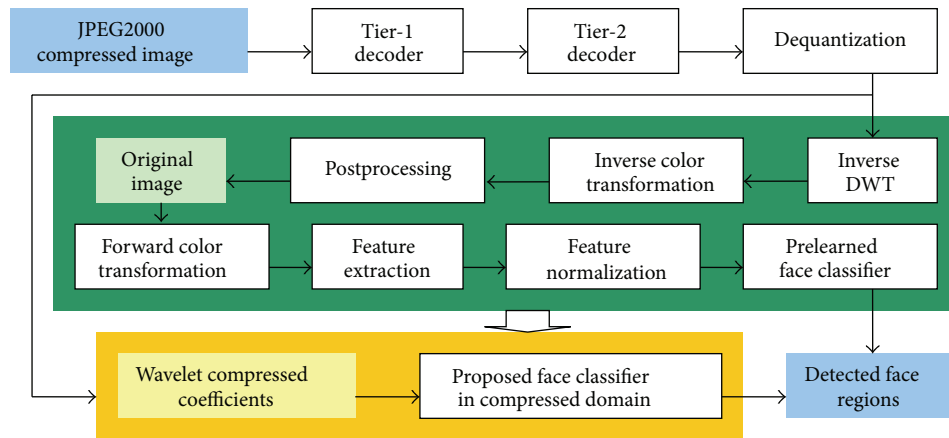 JPEG2000
compressed image
Tier-1
decoder
Tier-2
decoder
Dequantization
Original
image
Postprocessing
Inverse color
transformation
Inverse
DWT
Forward color
transformation
Feature
extraction
Feature
normalization
Prelearned
face classifier
Wavelet compressed
coefficients
Proposed face classifier
in compressed domain
Detected face
regions